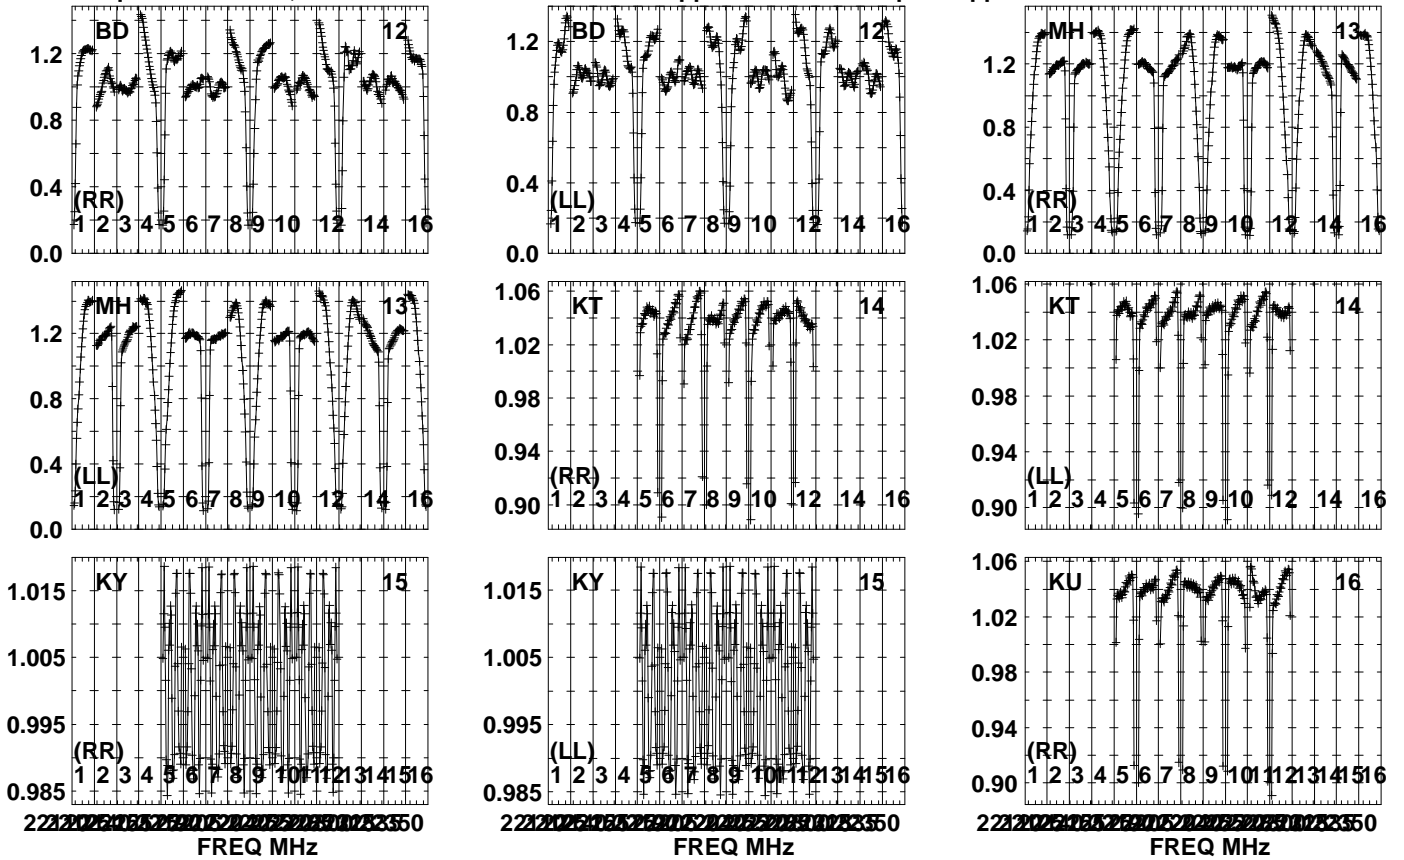 BD 12
1.2
0.8
0.4
0.0
(RR)
1 2 3 4 5 6 7 8 9 10 12 14 16
BD 12
1.2
0.8
0.4
0.0
(LL)
1 2 3 4 5 6 7 8 9 10 12 14 16
MH 13
1.2
0.8
0.4
0.0
(RR)
1 2 3 4 5 6 7 8 9 10 12 14 16
MH 13
1.2
0.8
0.4
0.0
(LL)
1 2 3 4 5 6 7 8 9 10 12 14 16
KT 14
1.06
1.02
0.98
0.94
0.90
(RR)
1 2 3 4 5 6 7 8 9 10 12 14 16
KT 14
1.06
1.02
0.98
0.94
0.90
(LL)
1 2 3 4 5 6 7 8 9 10 12 14 16
KY 15
1.015
1.005
0.995
0.985
(RR)
1 2 3 4 5 6 7 8 9 10 11 12 13 14 15 16
FREQ MHz
KY 15
1.015
1.005
0.995
0.985
(LL)
1 2 3 4 5 6 7 8 9 10 11 12 13 14 15 16
FREQ MHz
KU 16
1.06
1.02
0.98
0.94
0.90
(RR)
1 2 3 4 5 6 7 8 9 10 11 12 13 14 15 16
FREQ MHz